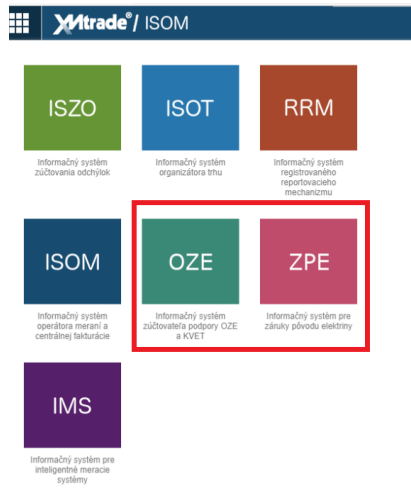 XMtrade®/ ISOM
ISZO
ISOT
RRM
Informačný systém
zúčtovania odchýlok
Informačný systém
organizátora trhu
Informačný systém
registrovaného
reportovacieho
mechanizmu
ISOM
OZE
ZPE
Informačný systém
operátora meraní a
centrálnej fakturácie
Informačný systém
zúčtovateľa podpory OZE
a KVET
Informačný systém pre
záruky pôvodu elektriny
IMS
Informačný systém pre
inteligentné meracie
systémy